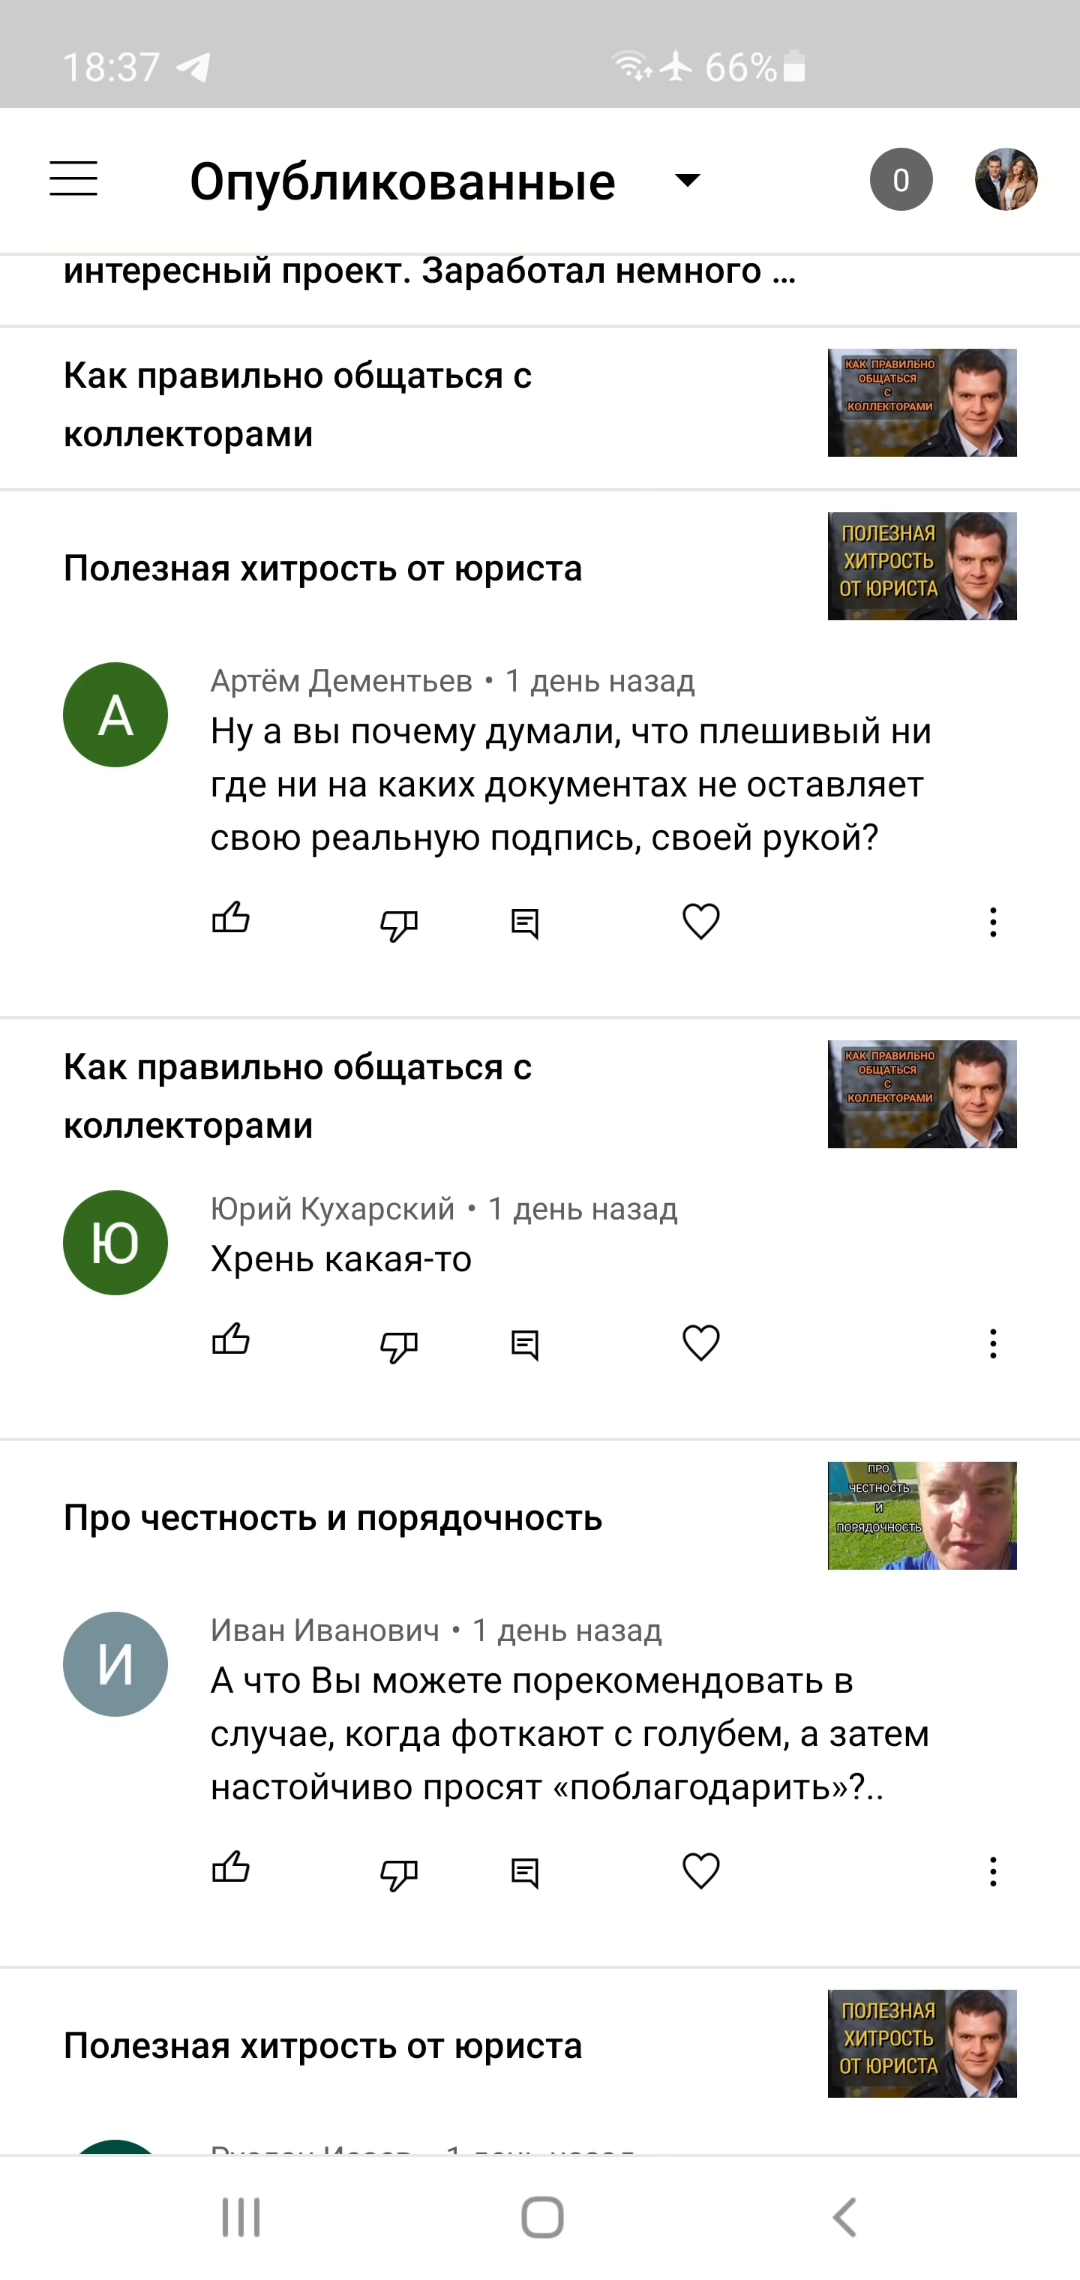 18:37
66%
Опубликованные
0
интересный проект. Заработал немного ...
Как правильно общаться с
коллекторами
КАК ПРАВИЛЬНО
ОБЩАТЬСЯ
С
КОЛЛЕКТОРАМИ
Полезная хитрость от юриста
ПОЛЕЗНАЯ
ХИТРОСТЬ
ОТ ЮРИСТА
А
Артём Дементьев • 1 день назад
Ну а вы почему думали, что плешивый ни
где ни на каких документах не оставляет
свою реальную подпись, своей рукой?
Как правильно общаться с
коллекторами
КАК ПРАВИЛЬНО
ОБЩАТЬСЯ
С
КОЛЛЕКТОРАМИ
Ю
Юрий Кухарский • 1 день назад
Хрень какая-то
Про честность и порядочность
ПРО
ЧЕСТНОСТЬ
И
ПОРЯДОЧНОСТЬ
И
Иван Иванович • 1 день назад
А что Вы можете порекомендовать в
случае, когда фоткают с голубем, а затем
настойчиво просят «поблагодарить»?..
Полезная хитрость от юриста
ПОЛЕЗНАЯ
ХИТРОСТЬ
ОТ ЮРИСТА